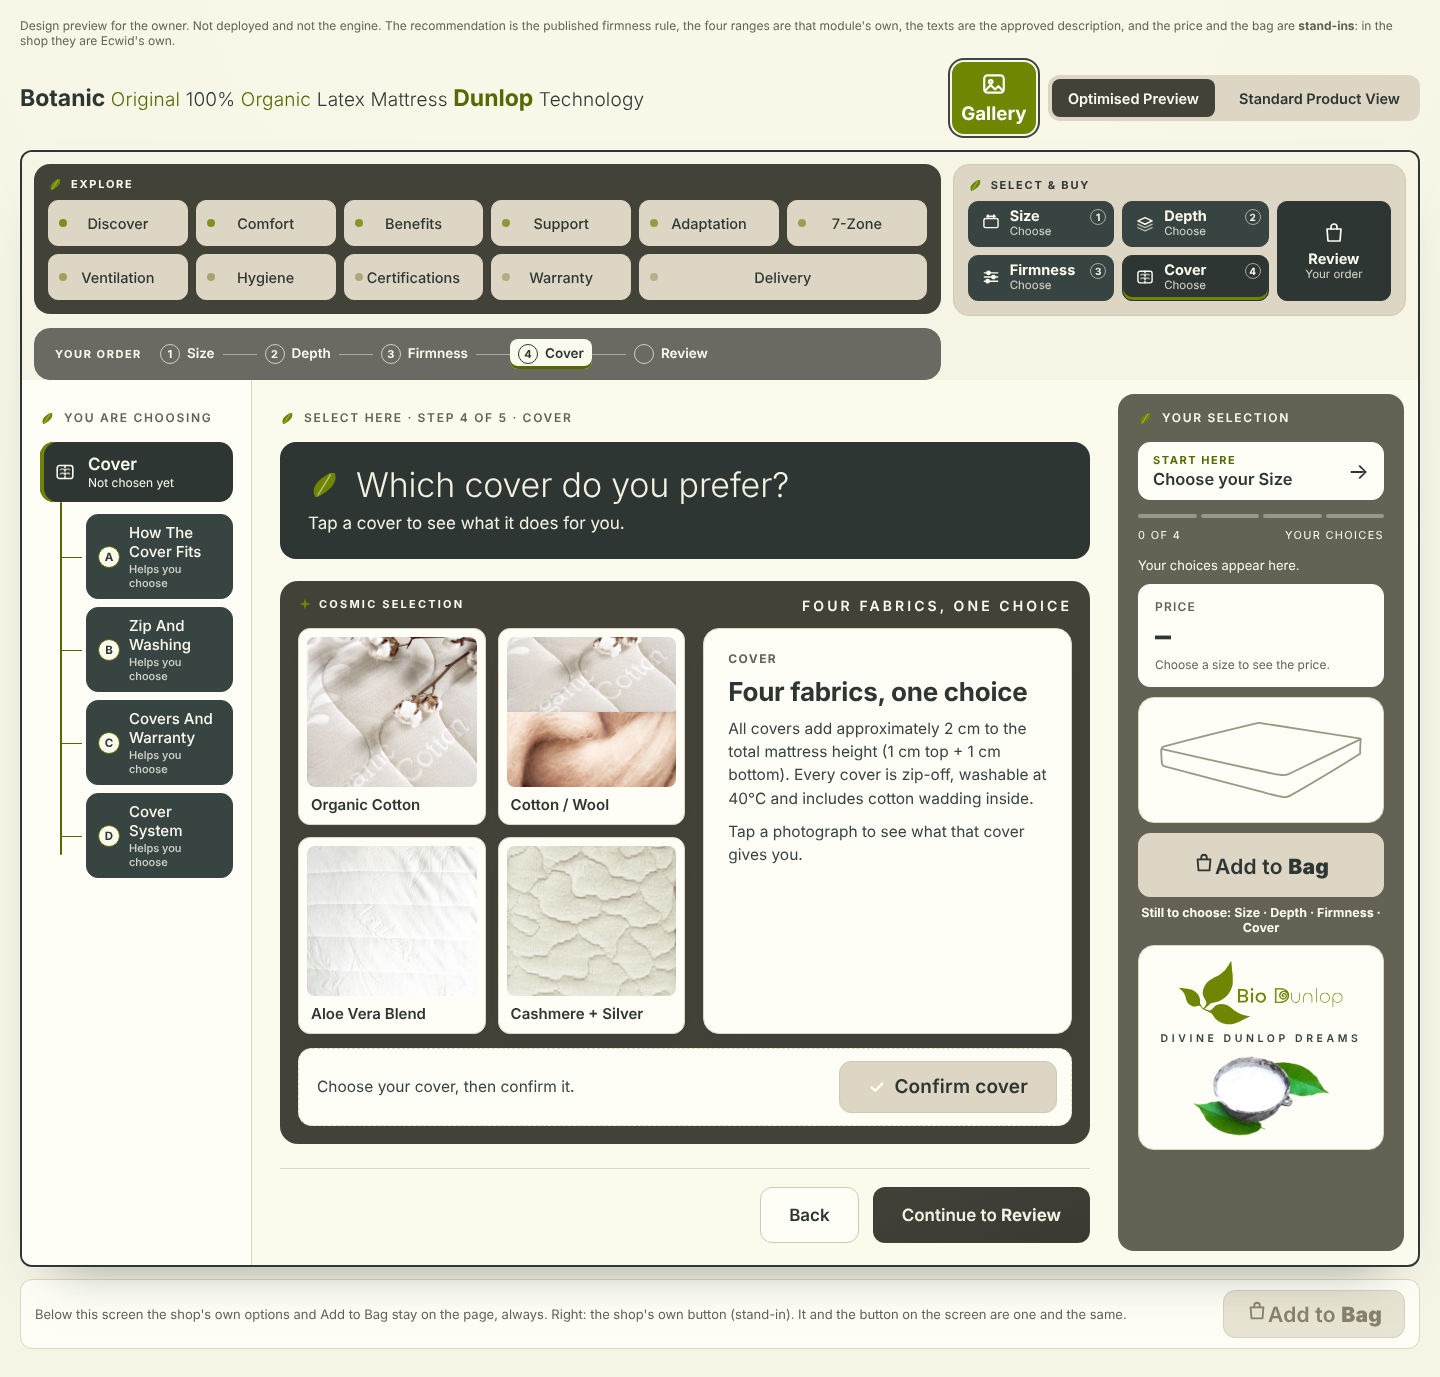 Design preview for the owner. Not deployed and not the engine. The recommendation is the published firmness rule, the four ranges are that module's own, the texts are the approved description, and the price and the bag are stand-ins: in the
shop they are Ecwid's own.
Botanic Original 100% Organic Latex Mattress Dunlop Technology
Gallery
Optimised Preview
Standard Product View
EXPLORE
Discover
Comfort
Benefits
Support
Adaptation
7-Zone
Ventilation
Hygiene
Certifications
Warranty
Delivery
SELECT & BUY
Size
Choose
1
Depth
Choose
2
Firmness
Choose
3
Cover
Choose
4
Review
Your order
YOUR ORDER
1 Size
2 Depth
3 Firmness
4 Cover
Review
YOU ARE CHOOSING
Cover
Not chosen yet
A
How The
Cover Fits
Helps you
choose
B
Zip And
Washing
Helps you
choose
C
Covers And
Warranty
Helps you
choose
D
Cover
System
Helps you
choose
SELECT HERE · STEP 4 OF 5 · COVER
Which cover do you prefer?
Tap a cover to see what it does for you.
COSMIC SELECTION
FOUR FABRICS, ONE CHOICE
Cotton
Organic Cotton
Cotton
Cotton / Wool
Aloe Vera Blend
Cashmere + Silver
COVER
Four fabrics, one choice
All covers add approximately 2 cm to the
total mattress height (1 cm top + 1 cm
bottom). Every cover is zip-off, washable at
40°C and includes cotton wadding inside.
Tap a photograph to see what that cover
gives you.
Choose your cover, then confirm it.
Confirm cover
Back
Continue to Review
YOUR SELECTION
START HERE
Choose your Size
0 OF 4
YOUR CHOICES
Your choices appear here.
PRICE
–
Choose a size to see the price.
Add to Bag
Still to choose: Size · Depth · Firmness ·
Cover
Bio Dunlop
DIVINE DUNLOP DREAMS
Below this screen the shop's own options and Add to Bag stay on the page, always. Right: the shop's own button (stand-in). It and the button on the screen are one and the same.
Add to Bag